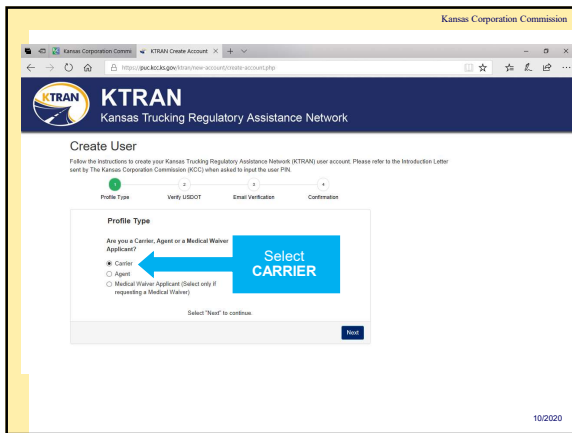 Kansas Corporation Commission
Kansas Corporation Commi
KTRAN Create Account
https://puc.kcc.ks.gov/ktran/new-account/create-account.php
KTRAN
KTRAN
Kansas Trucking Regulatory Assistance Network
Create User
Follow the instructions to create your Kansas Trucking Regulatory Assistance Network (KTRAN) user account. Please refer to the Introduction Letter
sent by The Kansas Corporation Commission (KCC) when asked to input the user PIN.
1 2 3 4
Profile Type Verify USDOT Email Verification Confirmation
Profile Type
Are you a Carrier, Agent or a Medical Waiver
Applicant?
Carrier
Agent
Medical Waiver Applicant (Select only if
requesting a Medical Waiver)
Select
CARRIER
Select "Next" to continue.
Next
10/2020